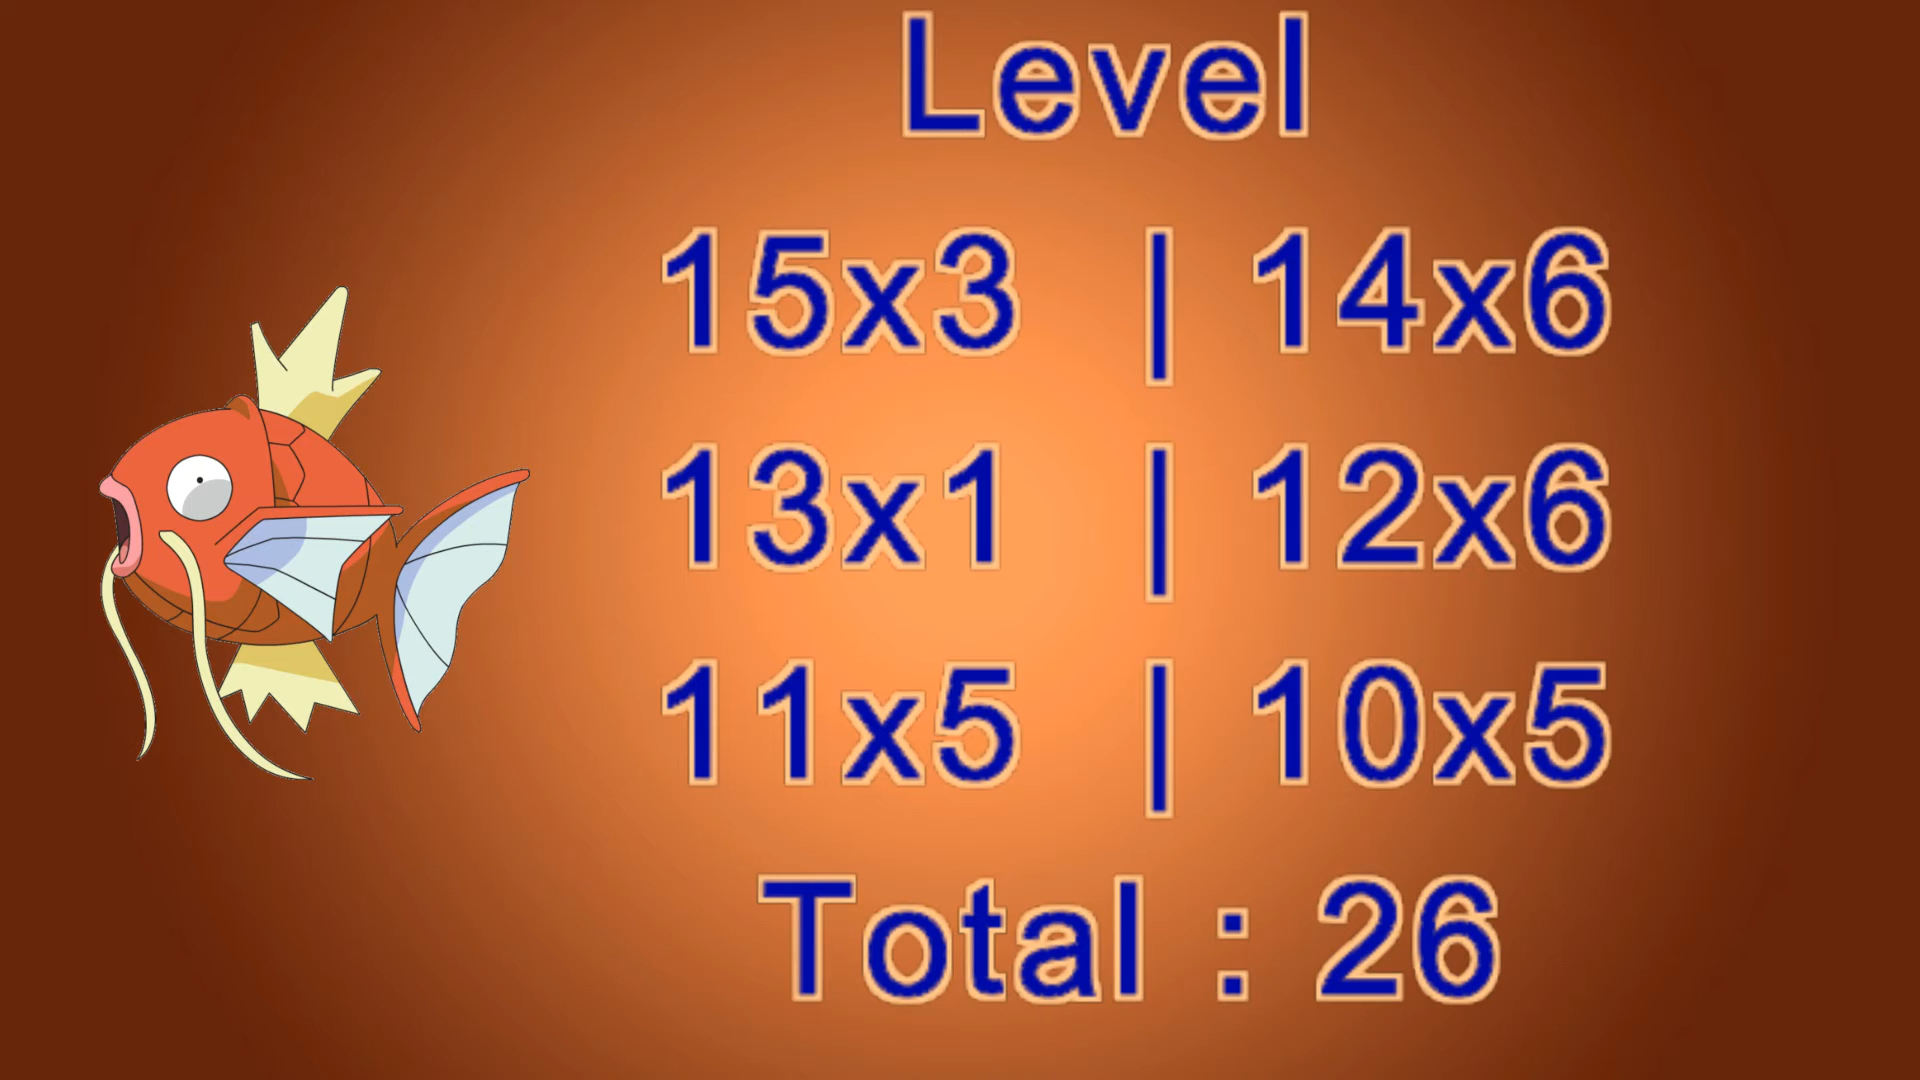 Level
15x3 | 14x6
13x1 | 12x6
11x5 | 10x5
Total : 26